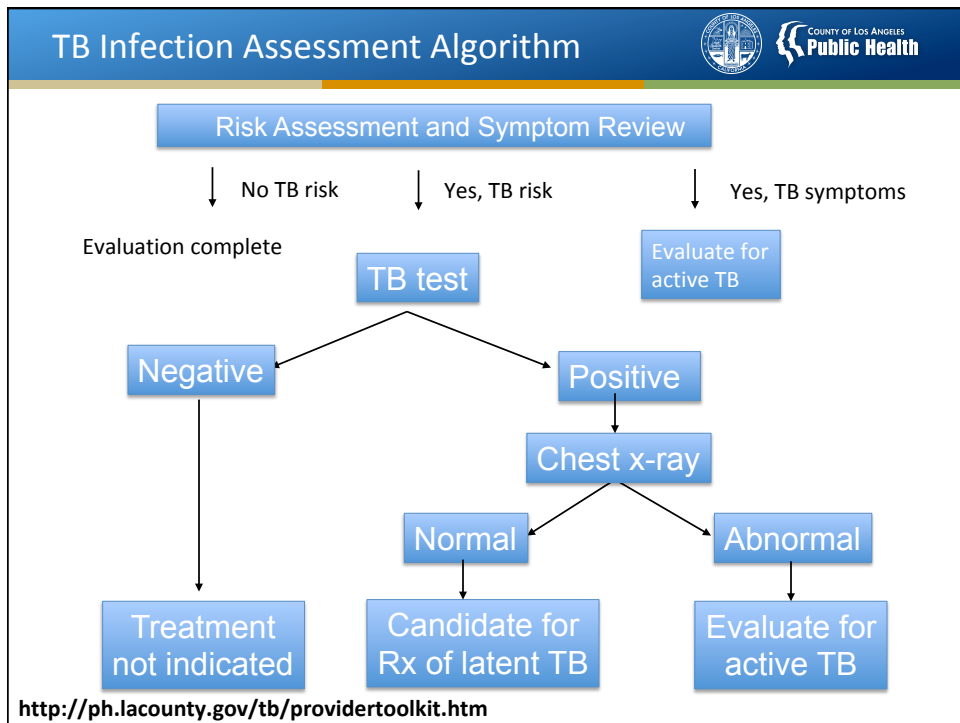 TB Infection Assessment Algorithm
COUNTY OF LOS ANGELES
Public Health
Risk Assessment and Symptom Review
No TB risk
Yes, TB risk
Yes, TB symptoms
Evaluation complete
Evaluate for
active TB
TB test
Negative
Positive
Chest x-ray
Normal
Abnormal
Treatment
not indicated
Candidate for
Rx of latent TB
Evaluate for
active TB
http://ph.lacounty.gov/tb/providertoolkit.htm